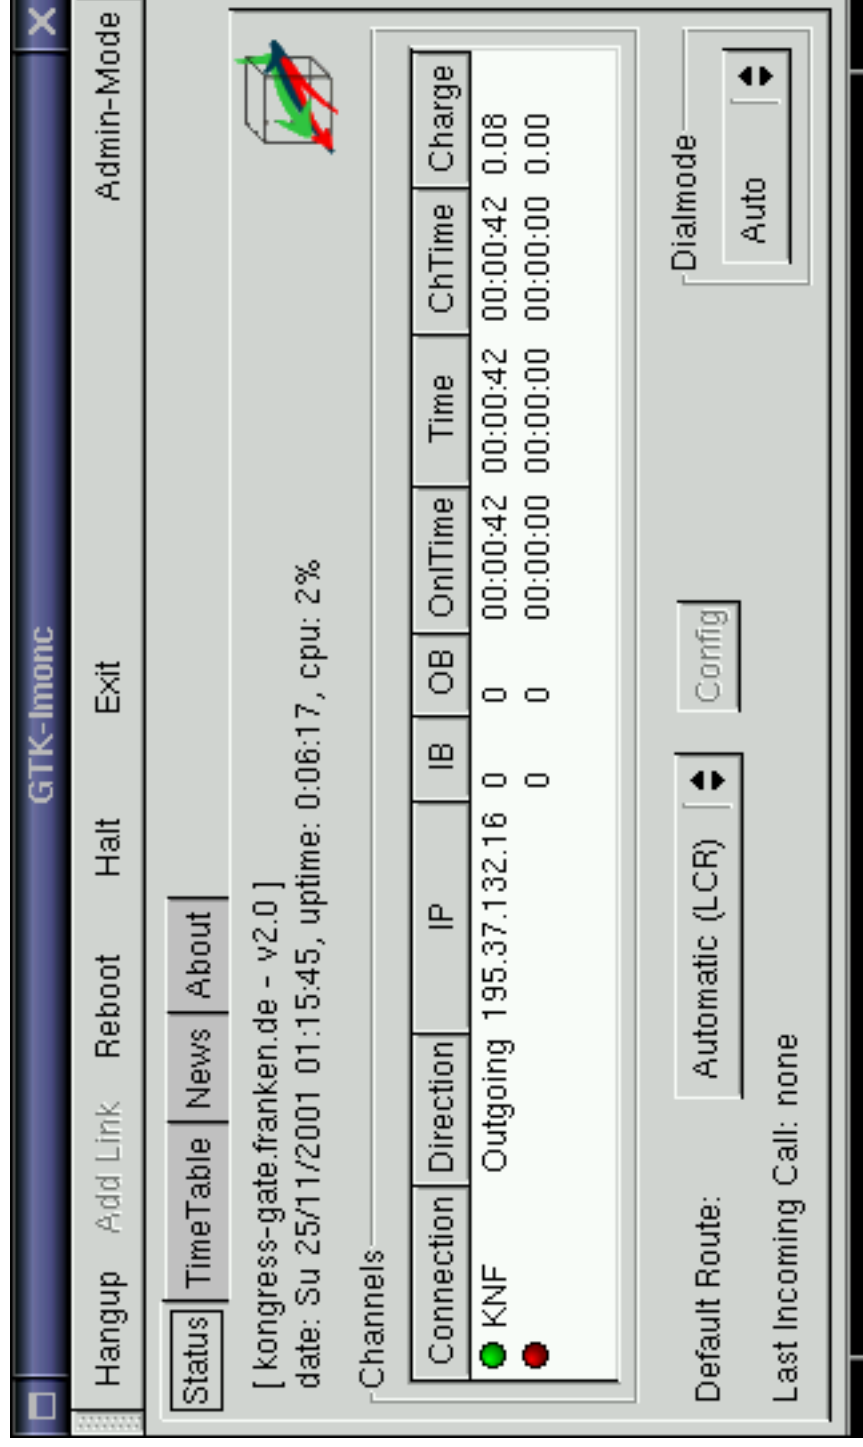 GTK-Imonc
Hangup Add Link Reboot Halt Exit Admin-Mode
Status TimeTable News About
[ kongress-gate.franken.de - v2.0 ]
date: Su 25/11/2001 01:15:45, uptime: 0:06:17, cpu: 2%
Channels
Connection Direction IP IB OB OnlTime Time ChTime Charge
KNF Outgoing 195.37.132.16 0 0 00:00:42 00:00:42 00:00:42 0.08
0 0 00:00:00 00:00:00 00:00:00 0.00
Dialmode
Default Route: Automatic (LCR) Config Auto
Last Incoming Call: none